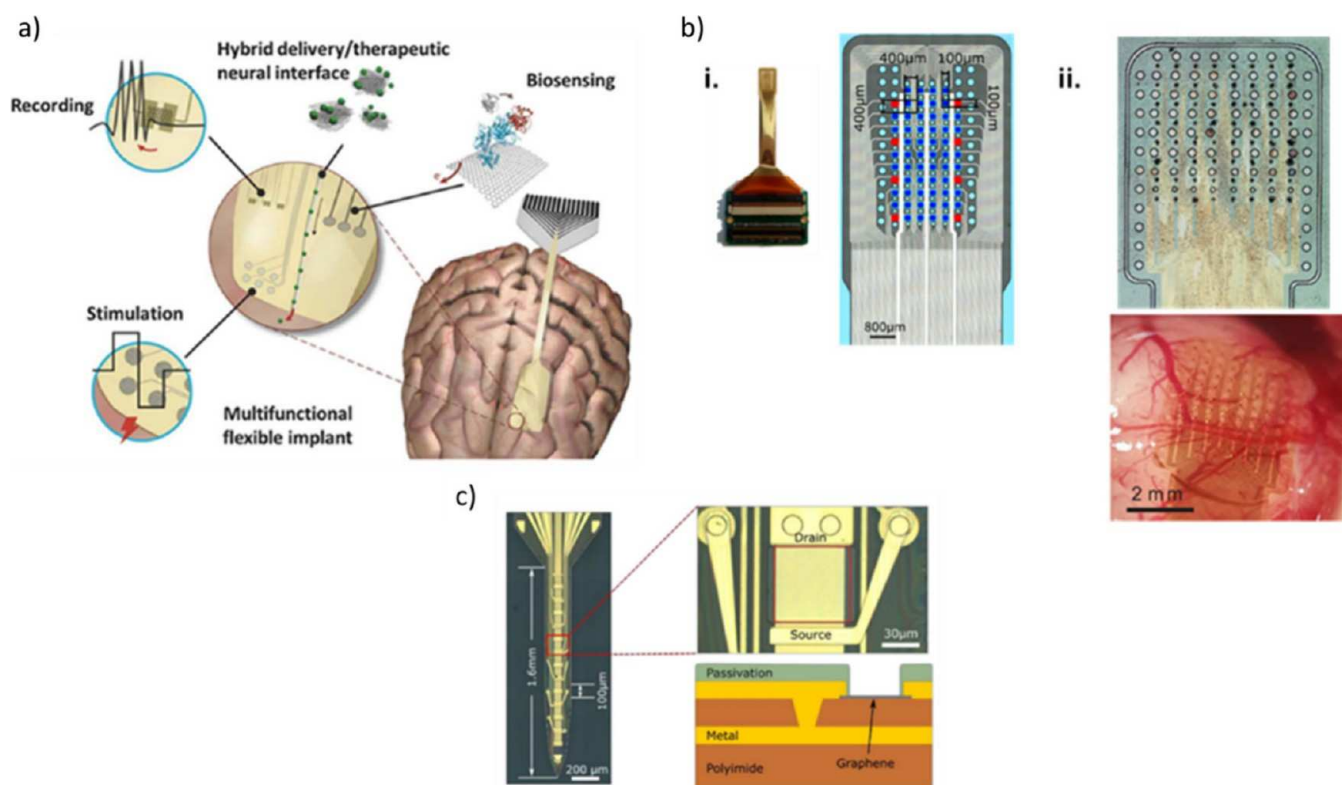 a)
Hybrid delivery/therapeutic
neural interface
Recording
Biosensing
Stimulation
Multifunctional
flexible implant
b)
i.
400µm
100µm
400µm
100µm
800µm
ii.
2 mm
c)
1.6mm
100µm
200 µm
Drain
Source
30µm
Passivation
Metal
Graphene
Polyimide